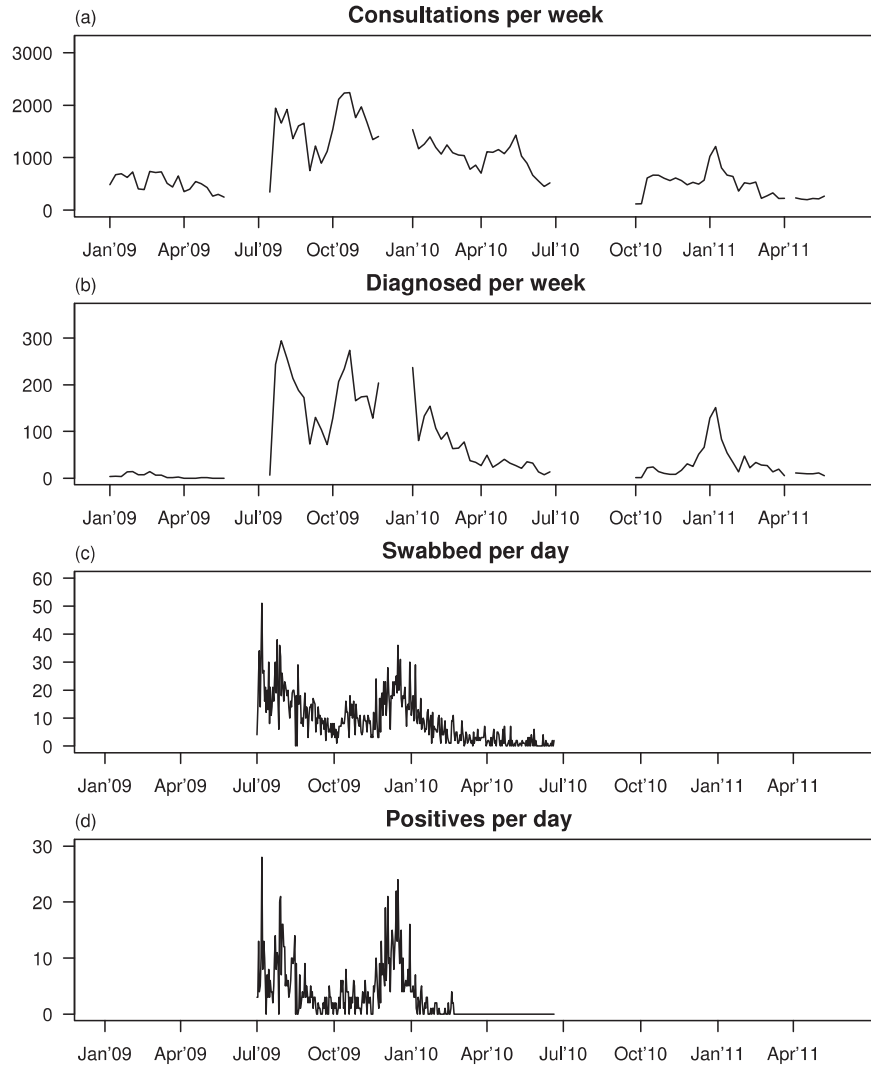 (a) Consultations per week
3000
2000
1000
0
Jan'09 Apr'09 Jul'09 Oct'09 Jan'10 Apr'10 Jul'10 Oct'10 Jan'11 Apr'11
(b) Diagnosed per week
300
200
100
0
Jan'09 Apr'09 Jul'09 Oct'09 Jan'10 Apr'10 Jul'10 Oct'10 Jan'11 Apr'11
(c) Swabbed per day
60
50
40
30
20
10
0
Jan'09 Apr'09 Jul'09 Oct'09 Jan'10 Apr'10 Jul'10 Oct'10 Jan'11 Apr'11
(d) Positives per day
30
20
10
0
Jan'09 Apr'09 Jul'09 Oct'09 Jan'10 Apr'10 Jul'10 Oct'10 Jan'11 Apr'11